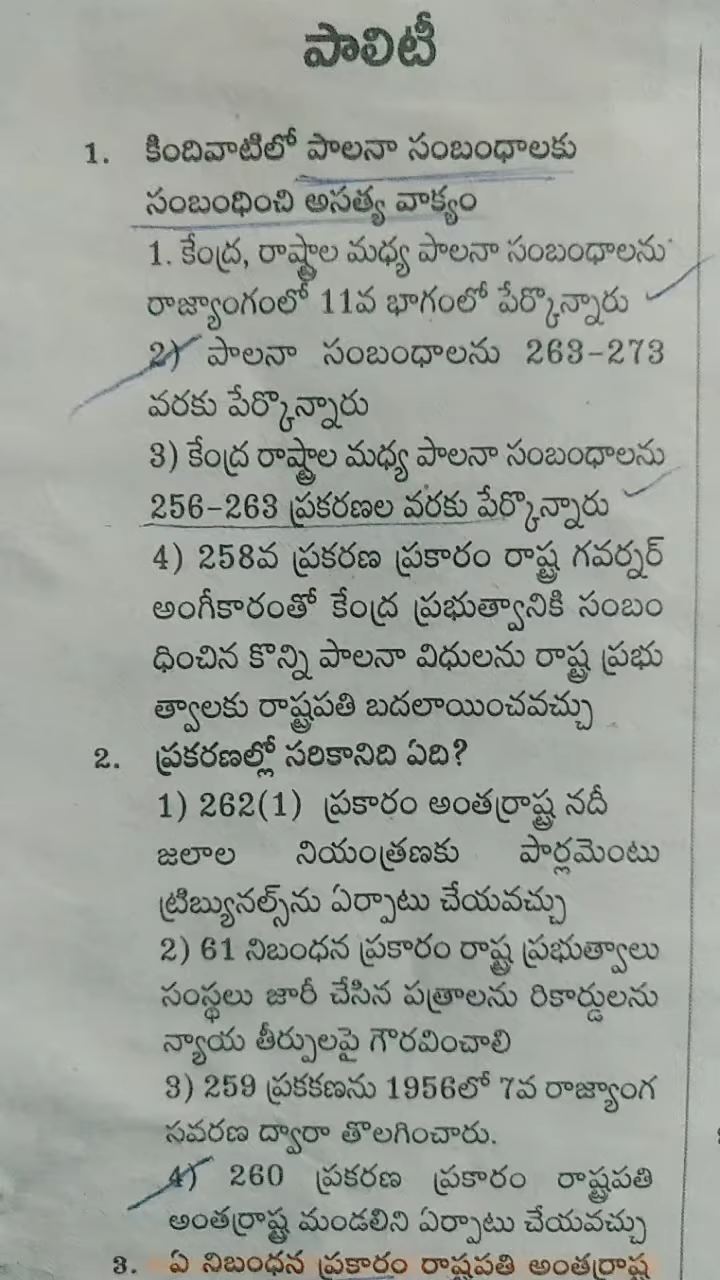 పాలిటీ
1. కిందివాటిలో పాలనా సంబంధాలకు
సంబంధించి అసత్య వాక్యం
1. కేంద్ర, రాష్ట్రాల మధ్య పాలనా సంబంధాలను
రాజ్యాంగంలో 11వ భాగంలో పేర్కొన్నారు
2) పాలనా సంబంధాలను 263-273
వరకు పేర్కొన్నారు
3) కేంద్ర రాష్ట్రాల మధ్య పాలనా సంబంధాలను
256-263 ప్రకరణల వరకు పేర్కొన్నారు
4) 258వ ప్రకరణ ప్రకారం రాష్ట్ర గవర్నర్
అంగీకారంతో కేంద్ర ప్రభుత్వానికి సంబం
ధించిన కొన్ని పాలనా విధులను రాష్ట్ర ప్రభు
త్వాలకు రాష్ట్రపతి బదలాయించవచ్చు
2. ప్రకరణల్లో సరికానిది ఏది?
1) 262(1) ప్రకారం అంతర్రాష్ట్ర నదీ
జలాల నియంత్రణకు పార్లమెంటు
ట్రిబ్యునల్స్‌ను ఏర్పాటు చేయవచ్చు
2) 61 నిబంధన ప్రకారం రాష్ట్ర ప్రభుత్వాలు
సంస్థలు జారీ చేసిన పత్రాలను రికార్డులను
న్యాయ తీర్పులపై గౌరవించాలి
3) 259 ప్రకకణను 1956లో 7వ రాజ్యాంగ
సవరణ ద్వారా తొలగించారు.
4) 260 ప్రకరణ ప్రకారం రాష్ట్రపతి
అంతర్రాష్ట్ర మండలిని ఏర్పాటు చేయవచ్చు
3. ఏ నిబంధన ప్రకారం రాష్ట్రపతి అంతర్రాష్ట్ర